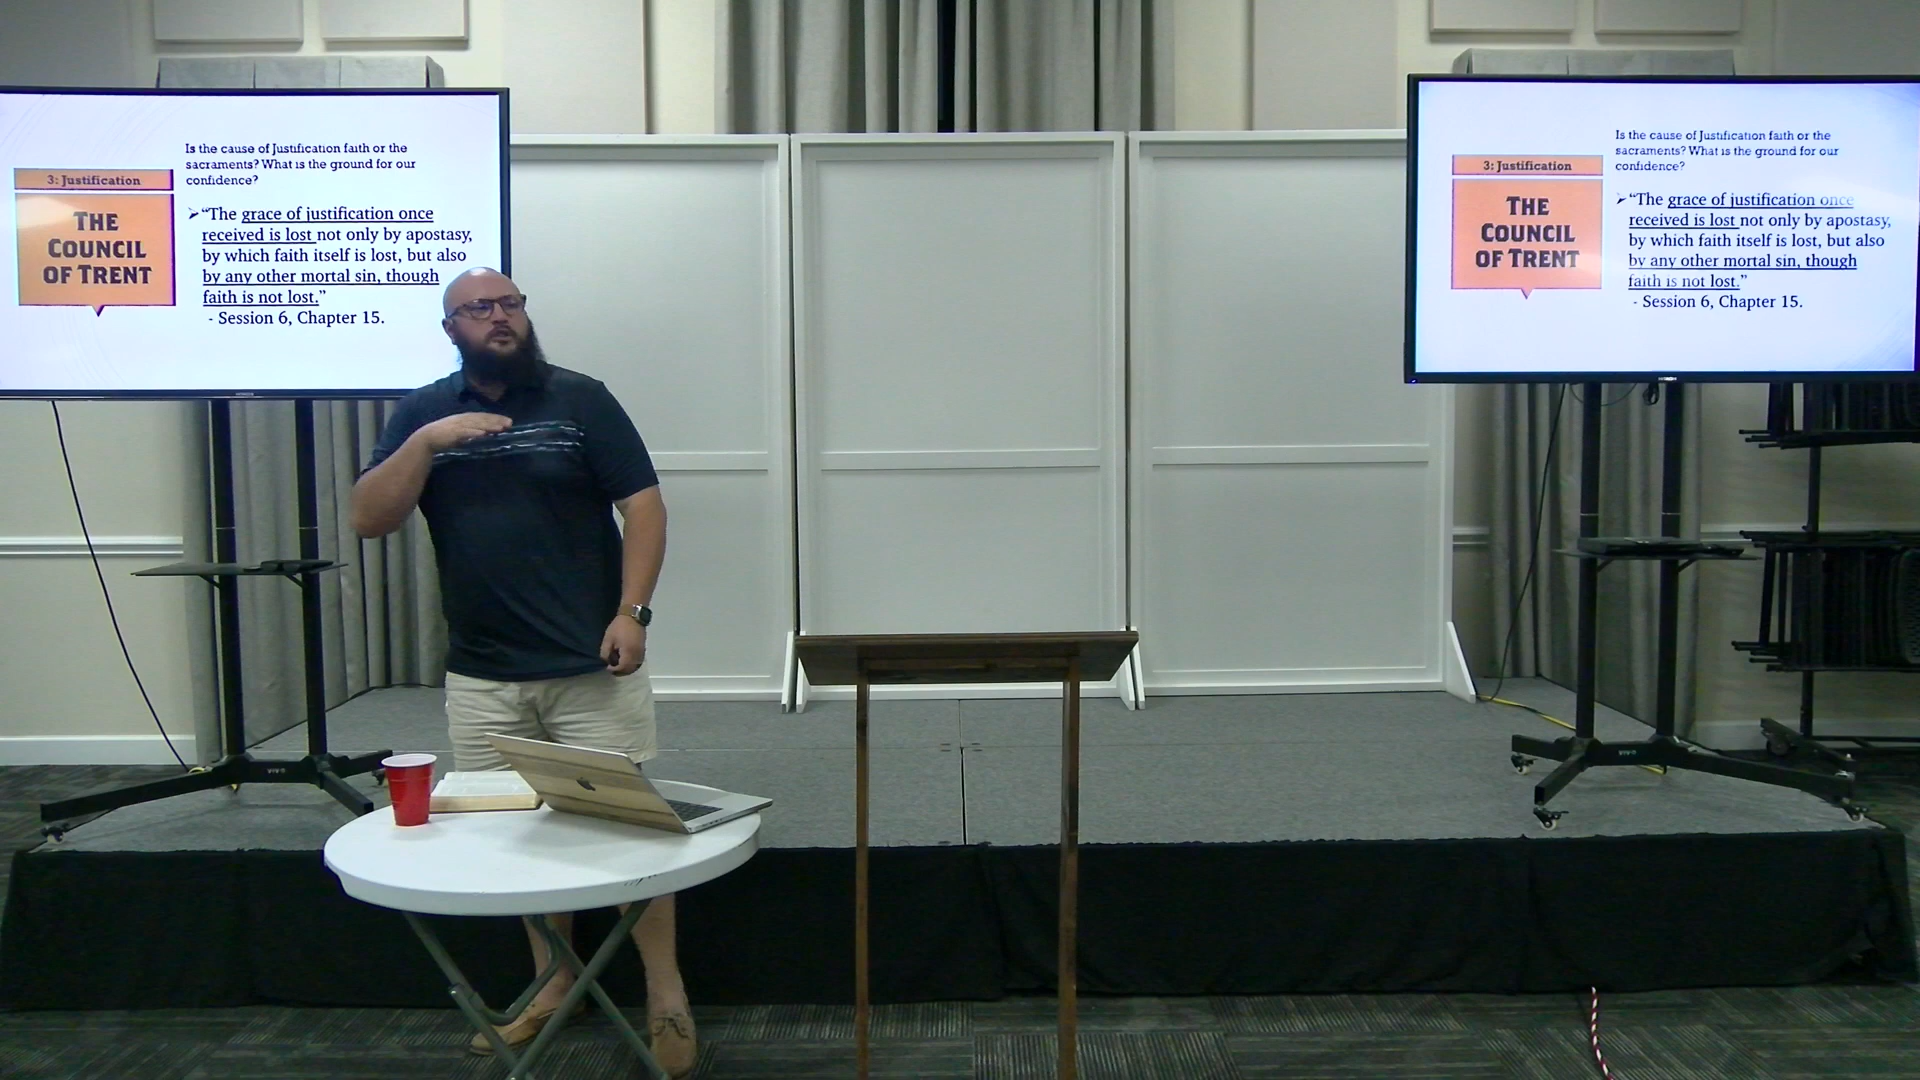 3: Justification
THE
COUNCIL
OF TRENT
Is the cause of Justification faith or the
sacraments? What is the ground for our
confidence?
➢ “The grace of justification once
received is lost not only by apostasy,
by which faith itself is lost, but also
by any other mortal sin, though
faith is not lost.”
- Session 6, Chapter 15.
3: Justification
THE
COUNCIL
OF TRENT
Is the cause of Justification faith or the
sacraments? What is the ground for our
confidence?
➢ “The grace of justification once
received is lost not only by apostasy,
by which faith itself is lost, but also
by any other mortal sin, though
faith is not lost.”
- Session 6, Chapter 15.